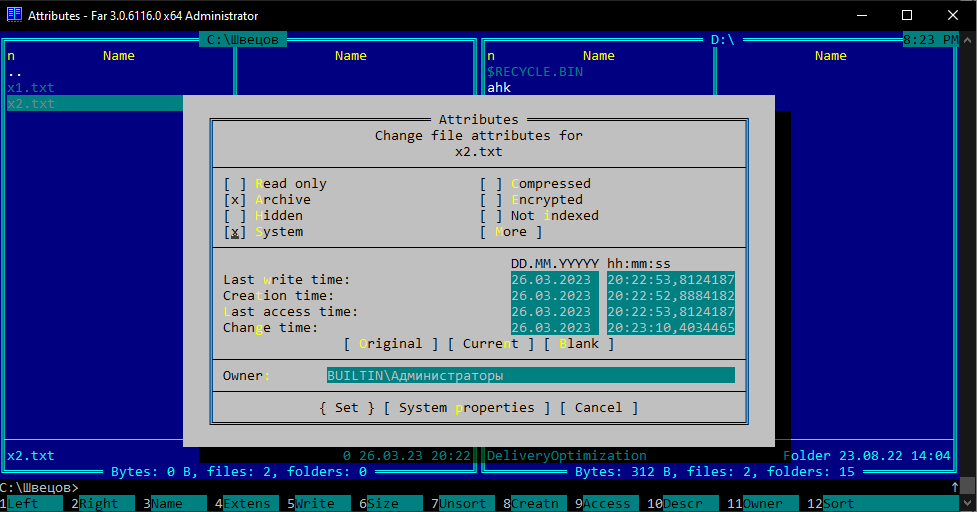 Attributes - Far 3.0.6116.0 x64 Administrator
C:\Швецов D:\ 8:23 PM
n Name Name n Name Name
.. $RECYCLE.BIN
x1.txt ahk
x2.txt
Attributes
Change file attributes for
x2.txt
[ ] Read only [ ] Compressed
[x] Archive [ ] Encrypted
[ ] Hidden [ ] Not indexed
[x] System [ More ]
DD.MM.YYYYY hh:mm:ss
Last write time: 26.03.2023 20:22:53,8124187
Creation time: 26.03.2023 20:22:52,8884182
Last access time: 26.03.2023 20:22:53,8124187
Change time: 26.03.2023 20:23:10,4034465
[ Original ] [ Current ] [ Blank ]
Owner: BUILTIN\Администраторы
{ Set } [ System properties ] [ Cancel ]
x2.txt 0 26.03.23 20:22 DeliveryOptimization Folder 23.08.22 14:04
Bytes: 0 B, files: 2, folders: 0 Bytes: 312 B, files: 2, folders: 15
C:\Швецов>
1Left 2Right 3Name 4Extens 5Write 6Size 7Unsort 8Creatn 9Access 10Descr 11Owner 12Sort